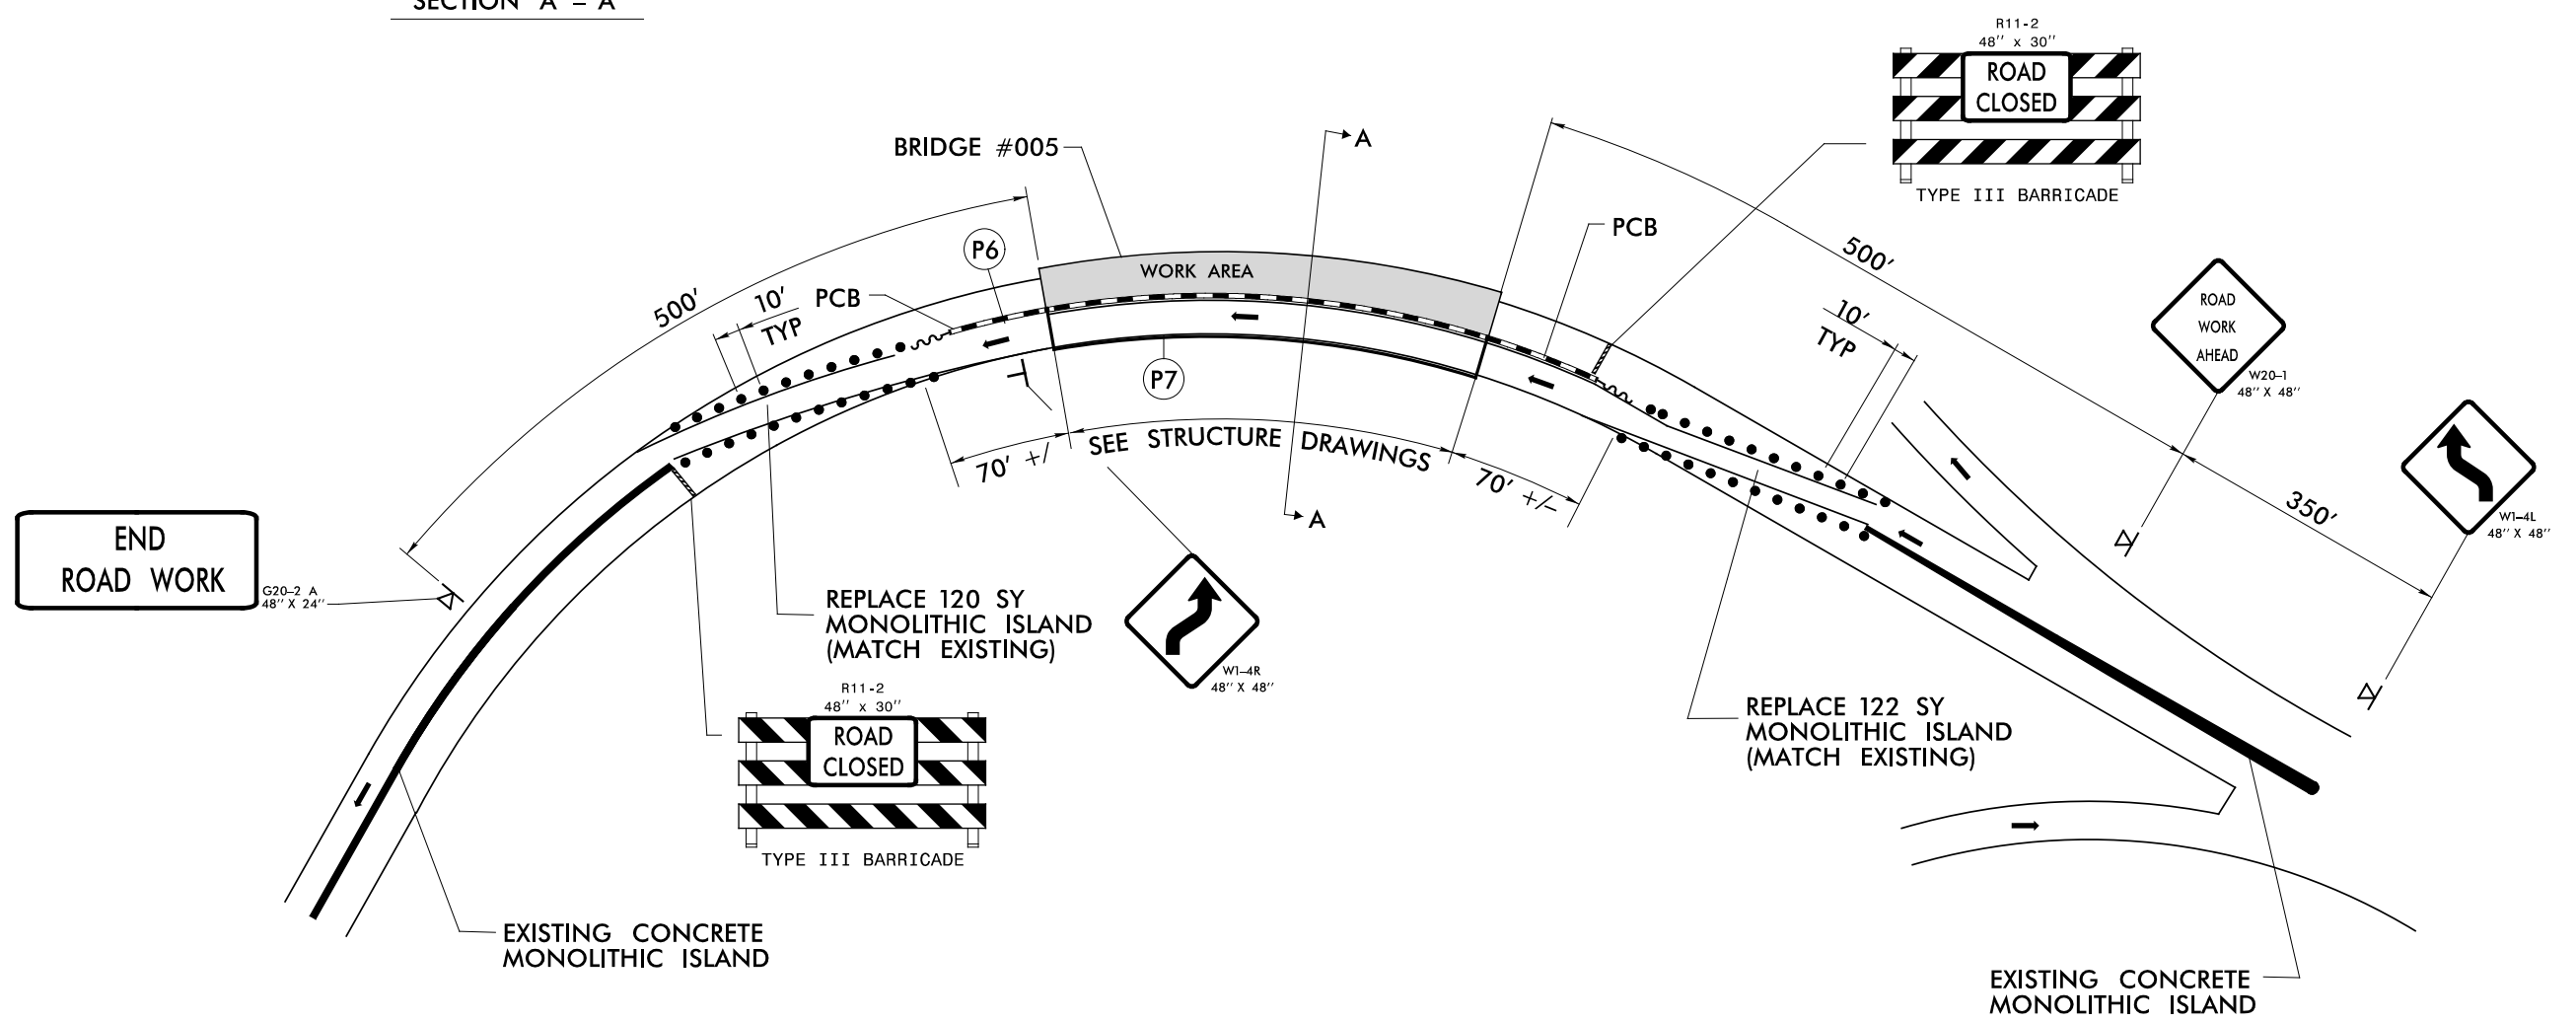 SECTION A – A
R11-2
48'' x 30''
ROAD
CLOSED
TYPE III BARRICADE
BRIDGE #005
A
PCB
P6
WORK AREA
500'
10'
TYP
PCB
500'
10'
TYP
ROAD
WORK
AHEAD
W20-1
48'' X 48''
P7
SEE STRUCTURE DRAWINGS
70' +/
70' +/–
A
350'
W1-4L
48'' X 48''
END
ROAD WORK
G20-2 A
48'' X 24''
REPLACE 120 SY
MONOLITHIC ISLAND
(MATCH EXISTING)
W1-4R
48'' X 48''
R11-2
48'' x 30''
ROAD
CLOSED
TYPE III BARRICADE
REPLACE 122 SY
MONOLITHIC ISLAND
(MATCH EXISTING)
EXISTING CONCRETE
MONOLITHIC ISLAND
EXISTING CONCRETE
MONOLITHIC ISLAND